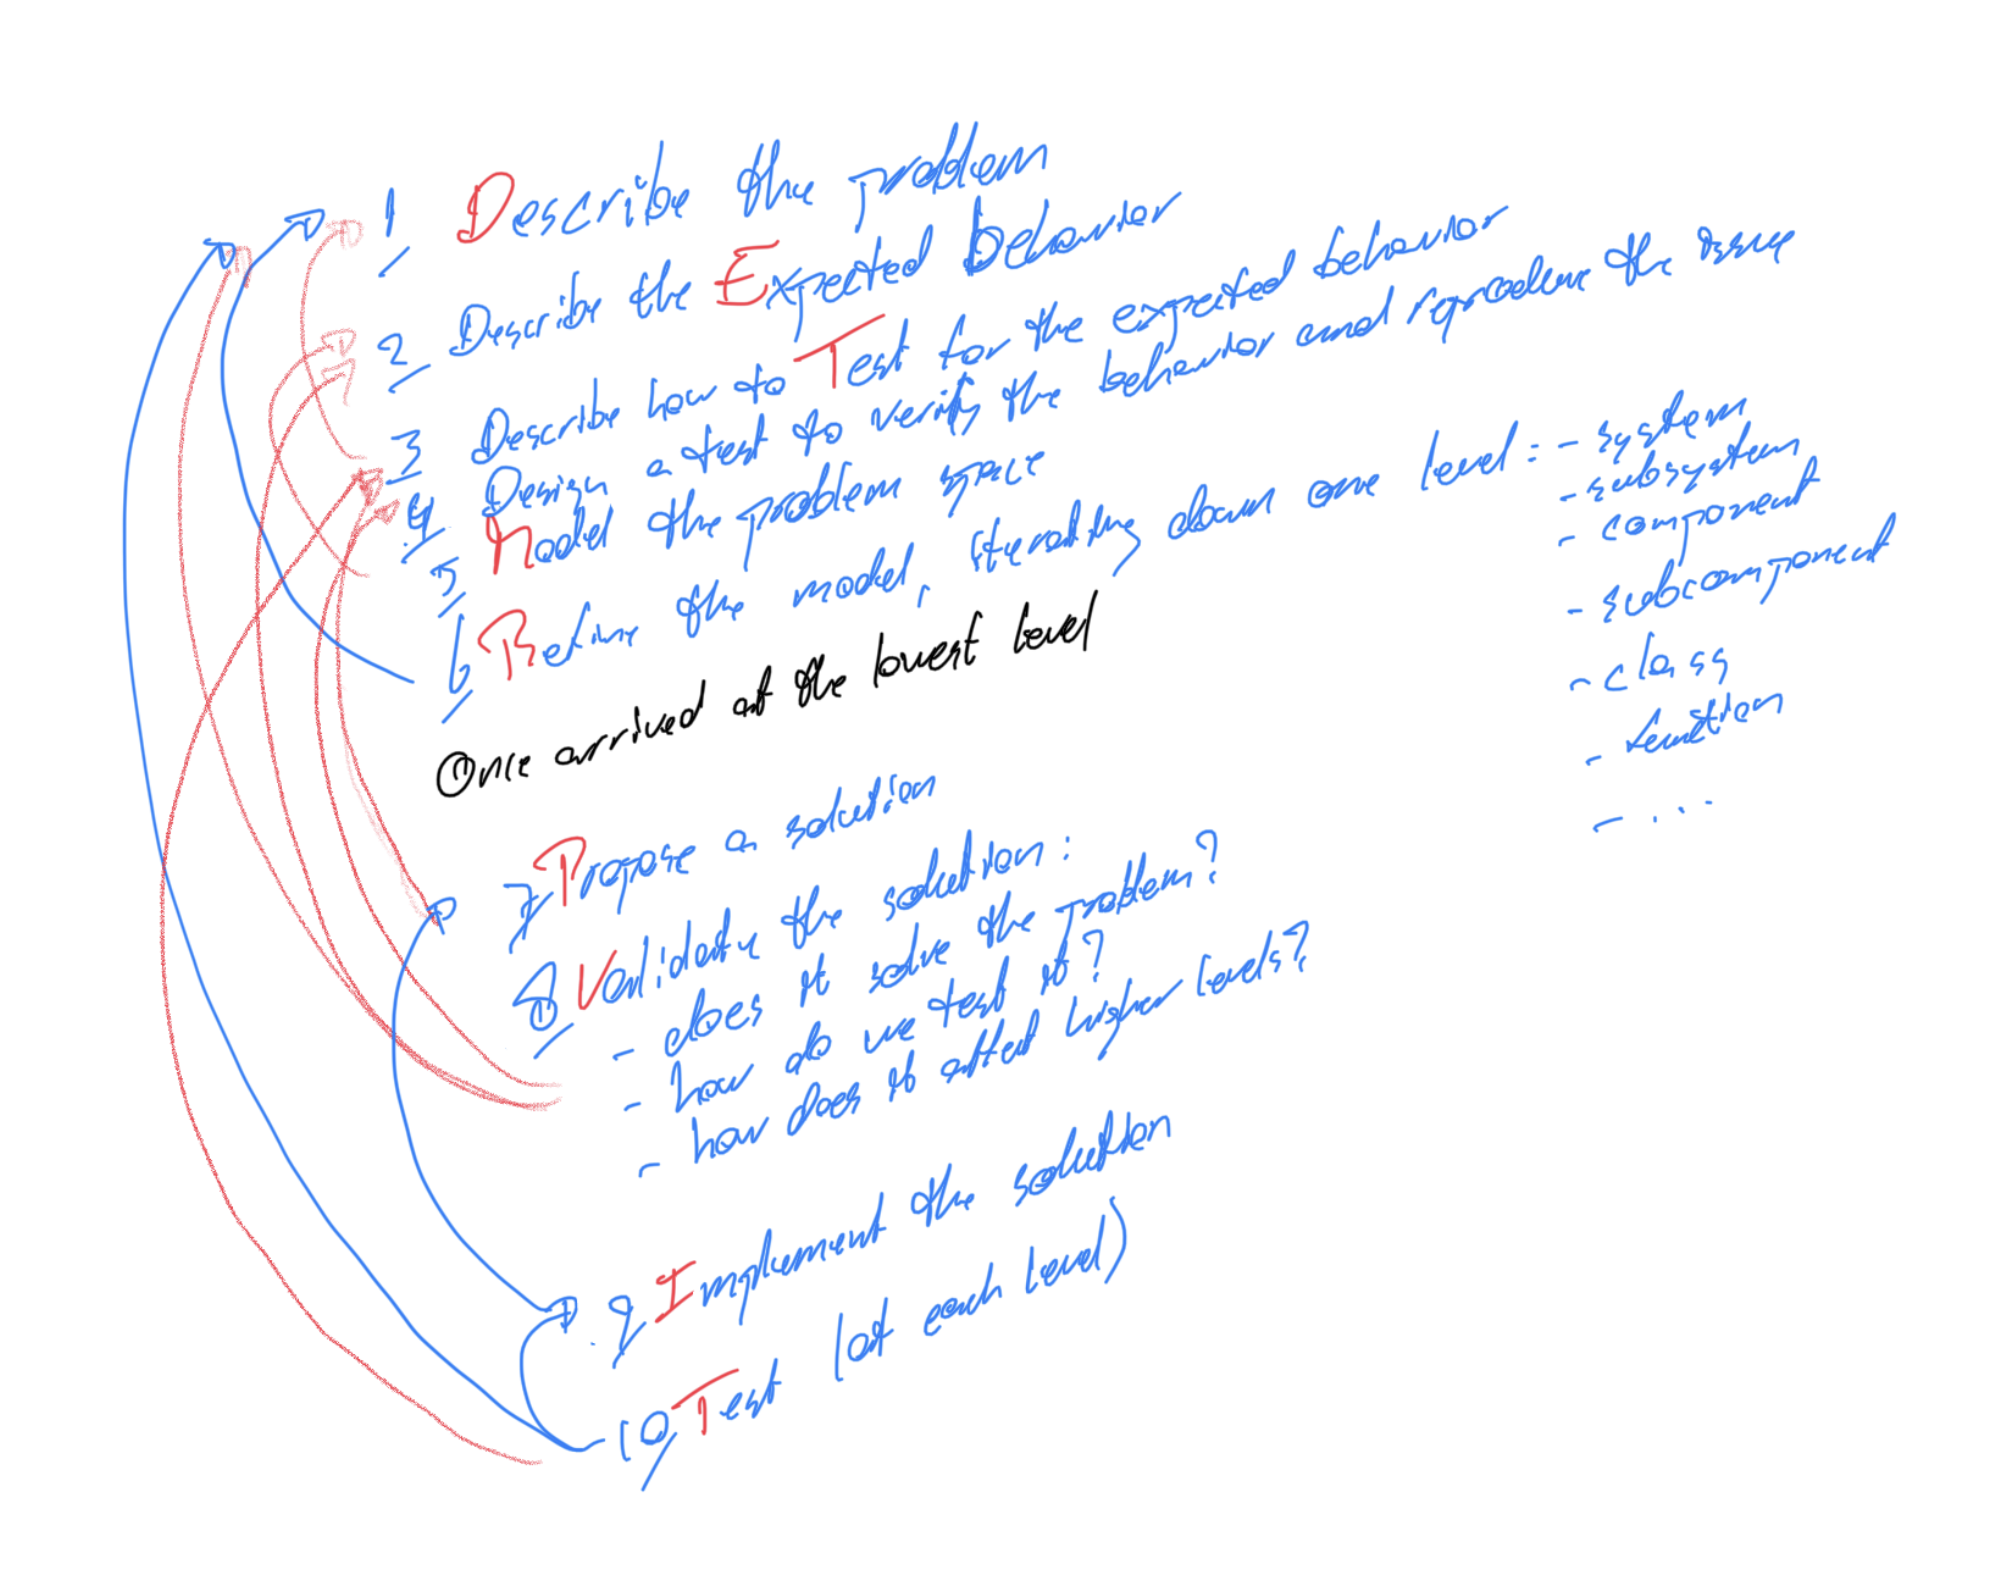 1 Describe the problem
2 Describe the Expected behavior
3 Describe how to Test for the expected behavior
4 Design a test to verify the behavior and reproduce the issue
5 Model the problem space
6 Refine the model, iterating down one level: - system
- subsystem
- component
- subcomponent
- class
- function
- ...
Once arrived at the lowest level
7 Propose a solution
8 Validate the solution:
- does it solve the problem?
- how do we test it?
- how does it affect higher levels?
9 Implement the solution
10 Test (at each level)